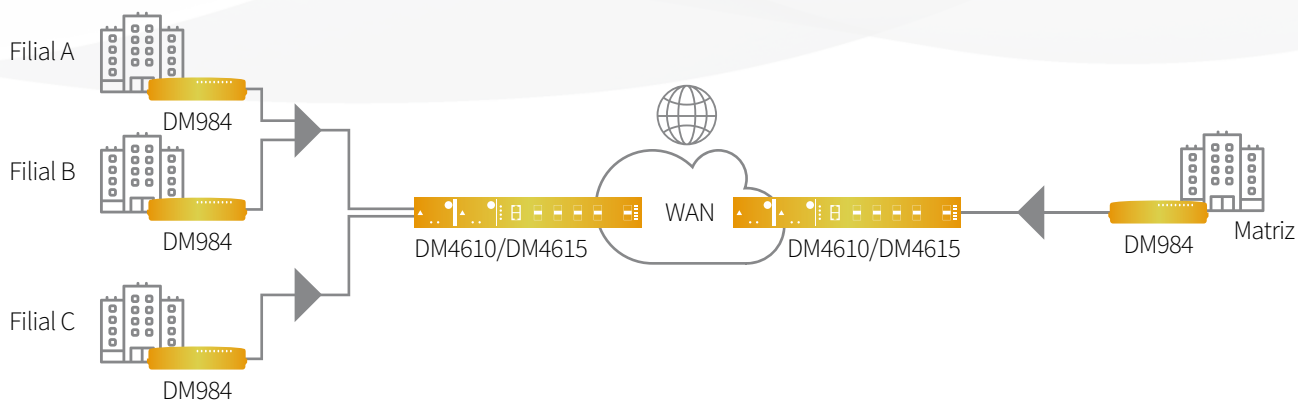 Filial A
DM984
Filial B
DM984
Filial C
DM984
DM4610/DM4615
WAN
DM4610/DM4615
DM984
Matriz